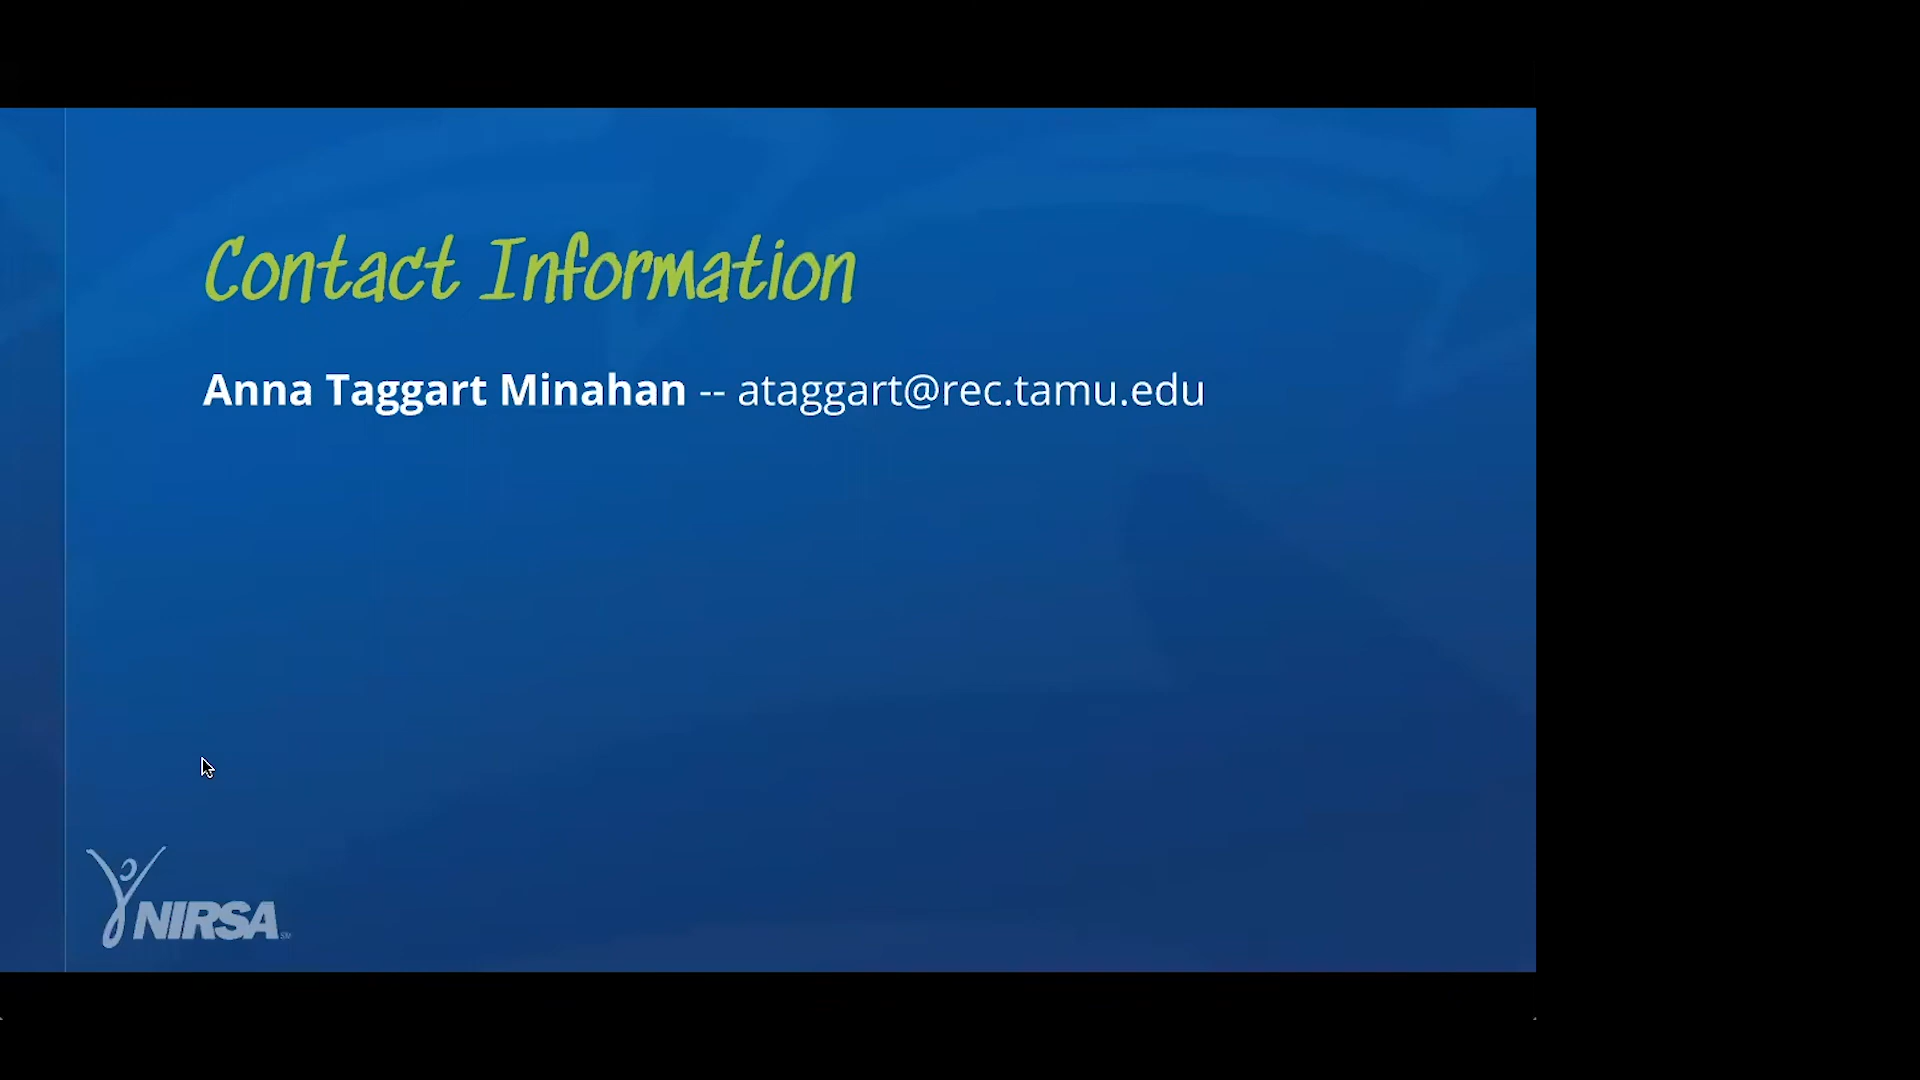 Contact Information
Anna Taggart Minahan -- ataggart@rec.tamu.edu
NIRSA